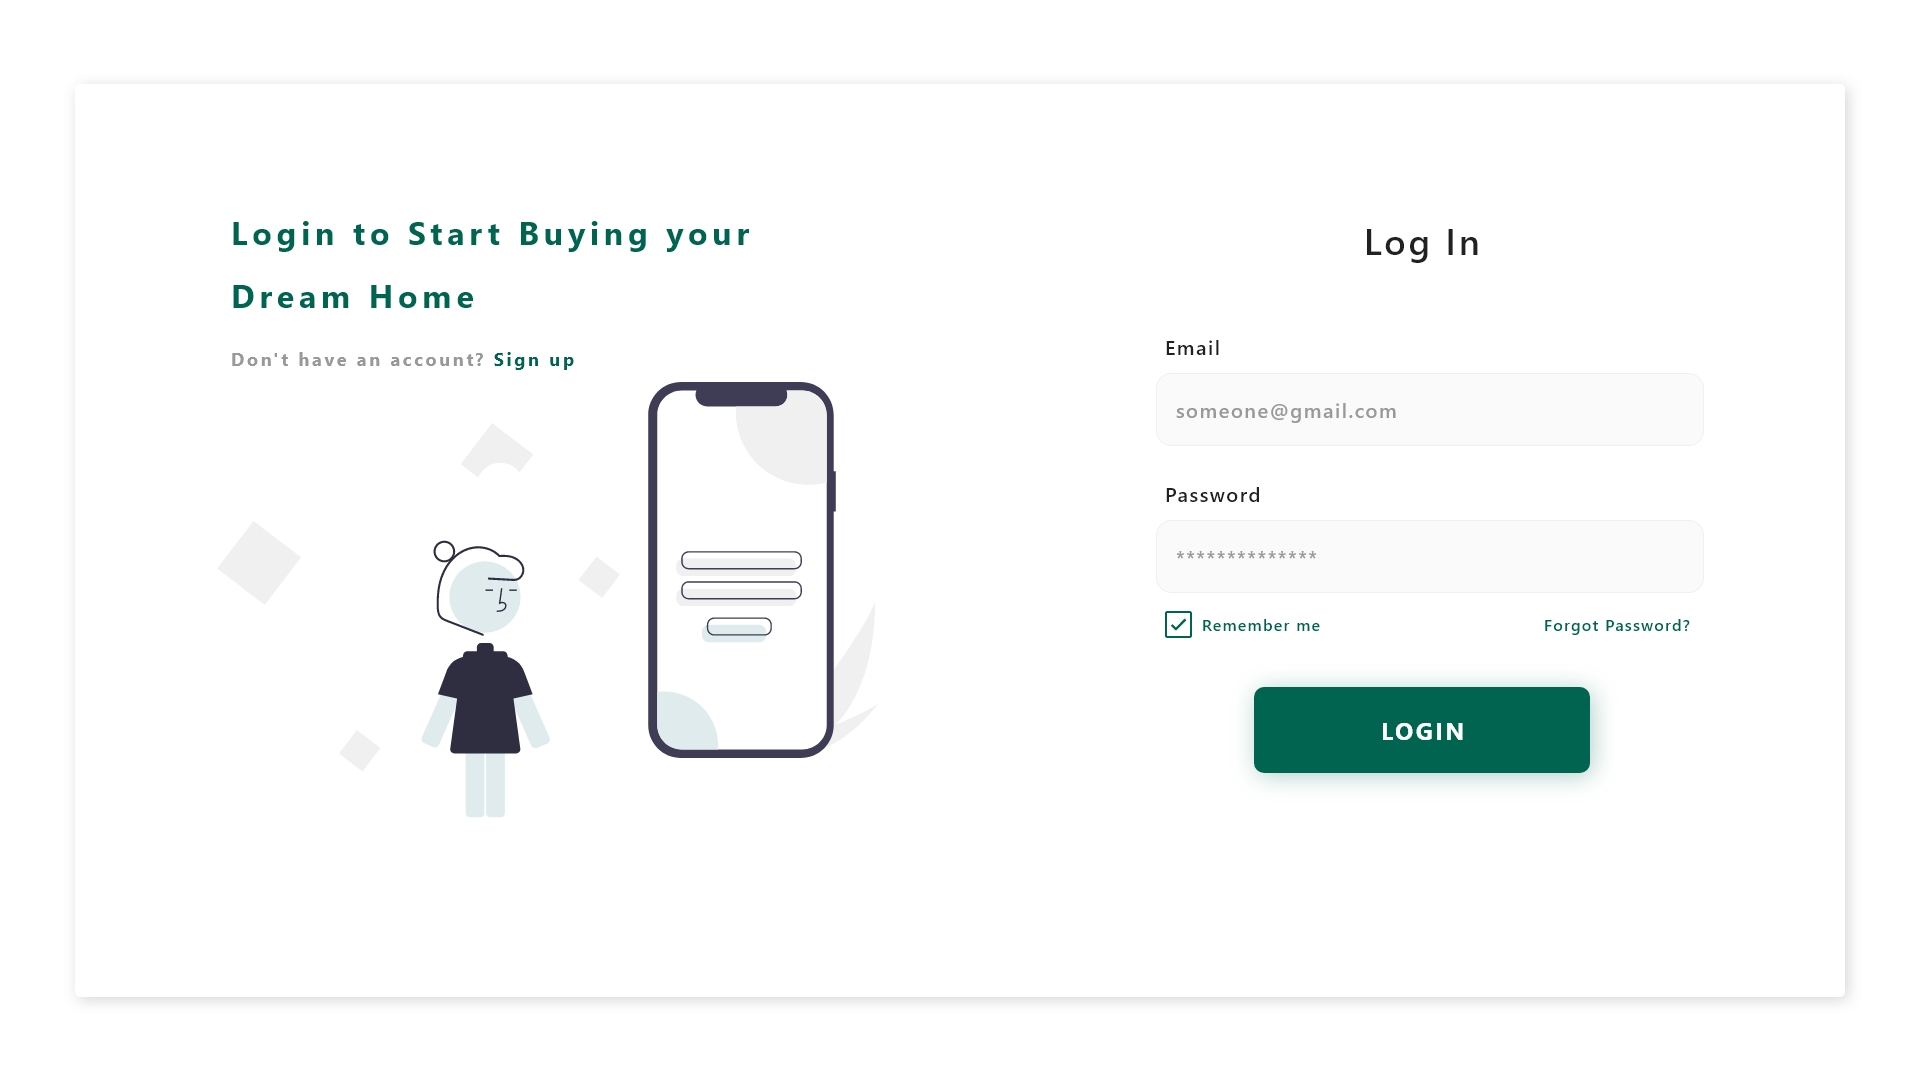 Login to Start Buying your
Dream Home
Don't have an account? Sign up
Log In
Email
someone@gmail.com
Password
**************
Remember me
Forgot Password?
LOGIN